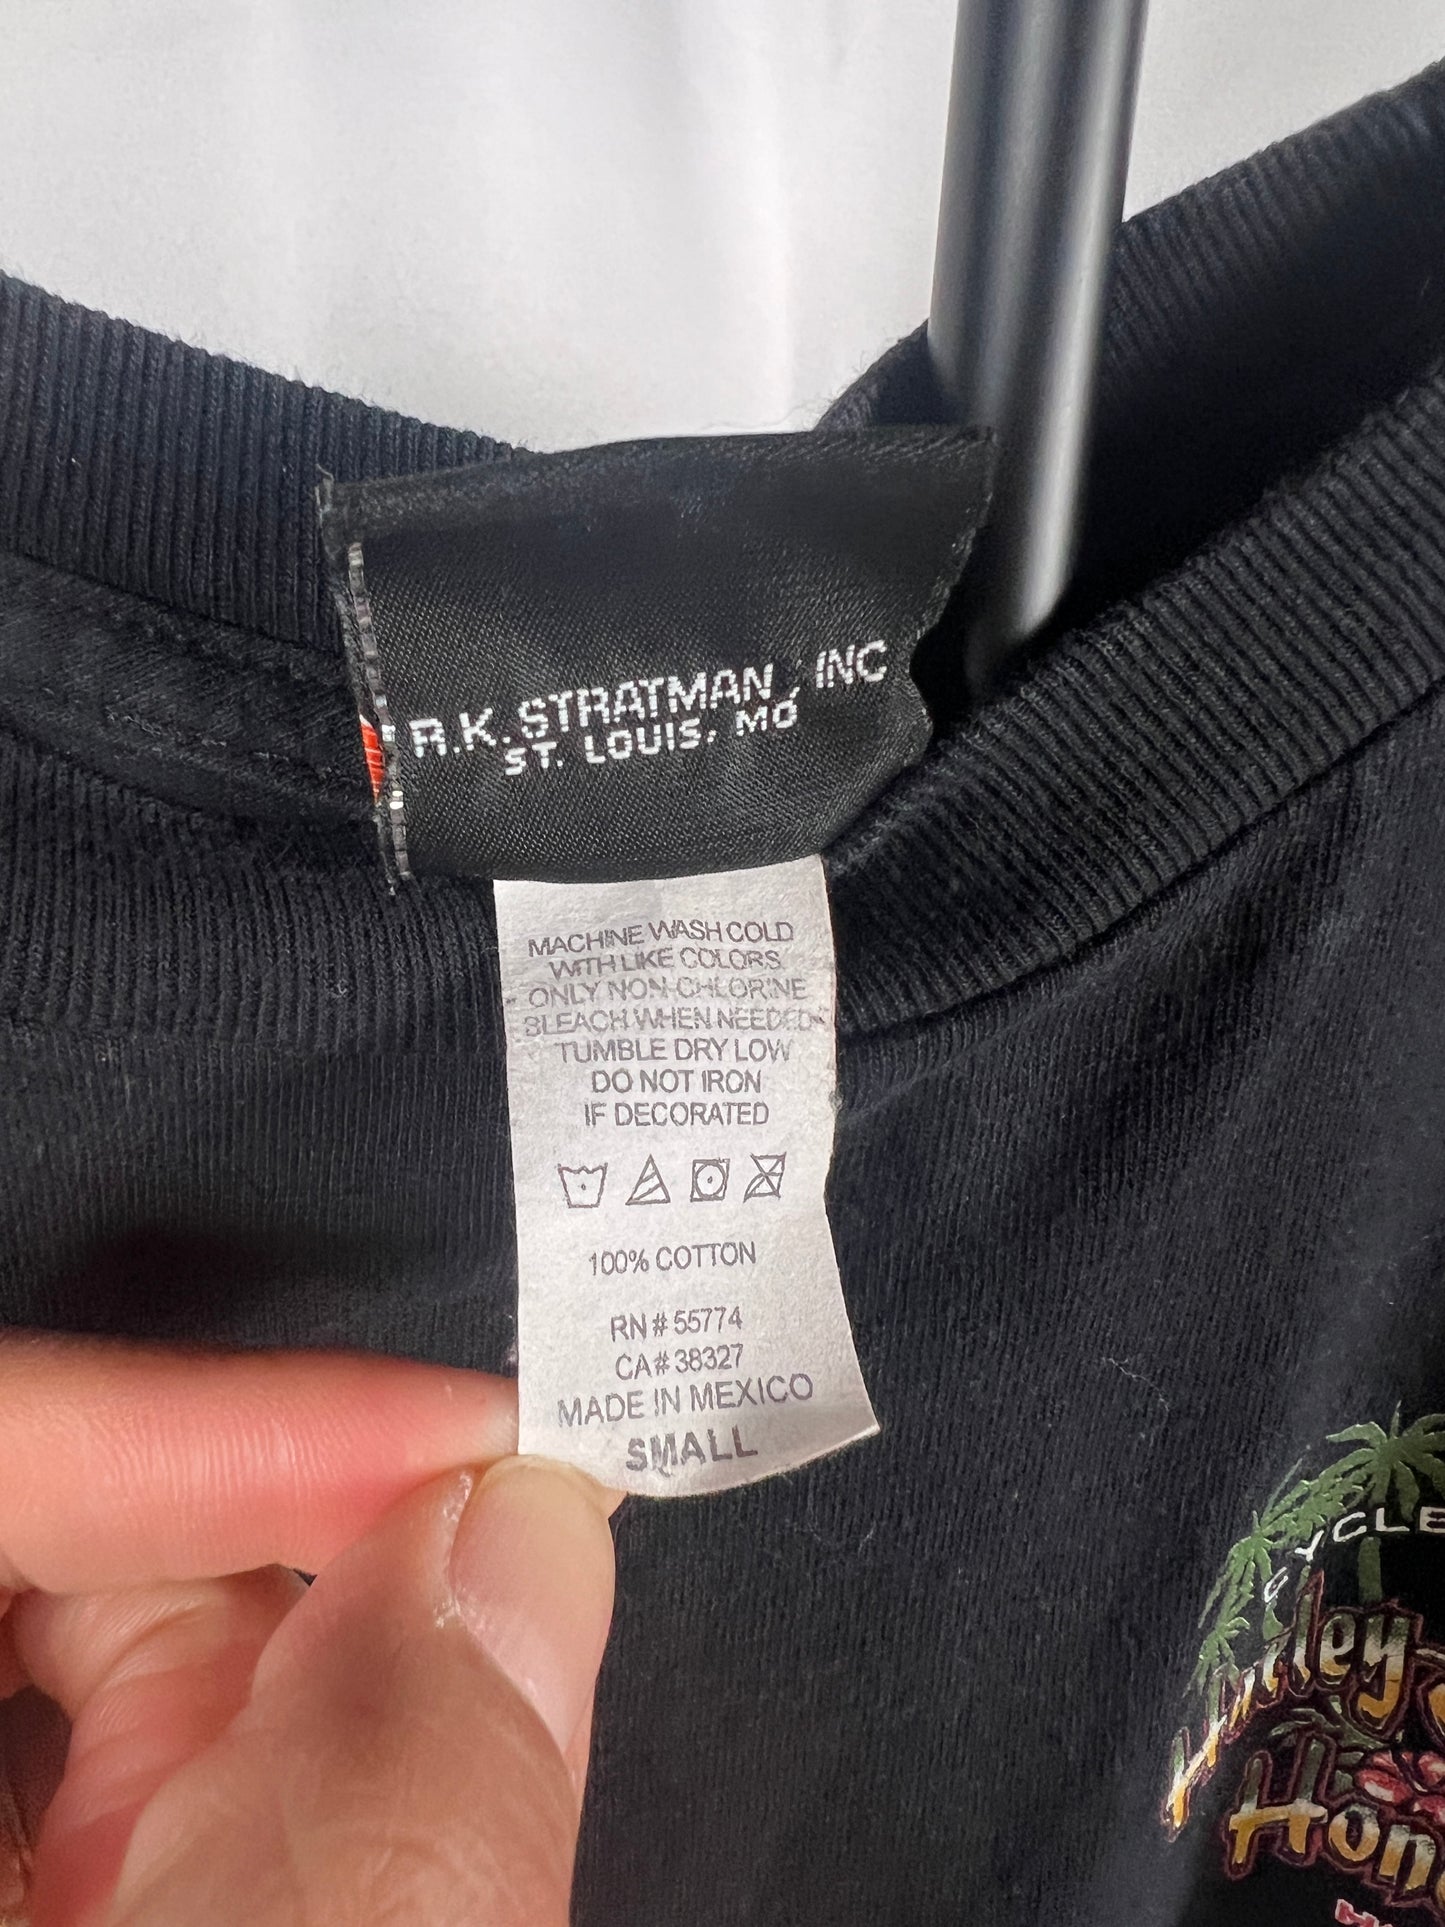 R.K. STRATMAN, INC
ST. LOUIS, MO
MACHINE WASH COLD
WITH LIKE COLORS
ONLY NON-CHLORINE
BLEACH WHEN NEEDED
TUMBLE DRY LOW
DO NOT IRON
IF DECORATED
100% COTTON
RN# 55774
CA# 38327
MADE IN MEXICO
SMALL
CYCLE
Harley-
Hon